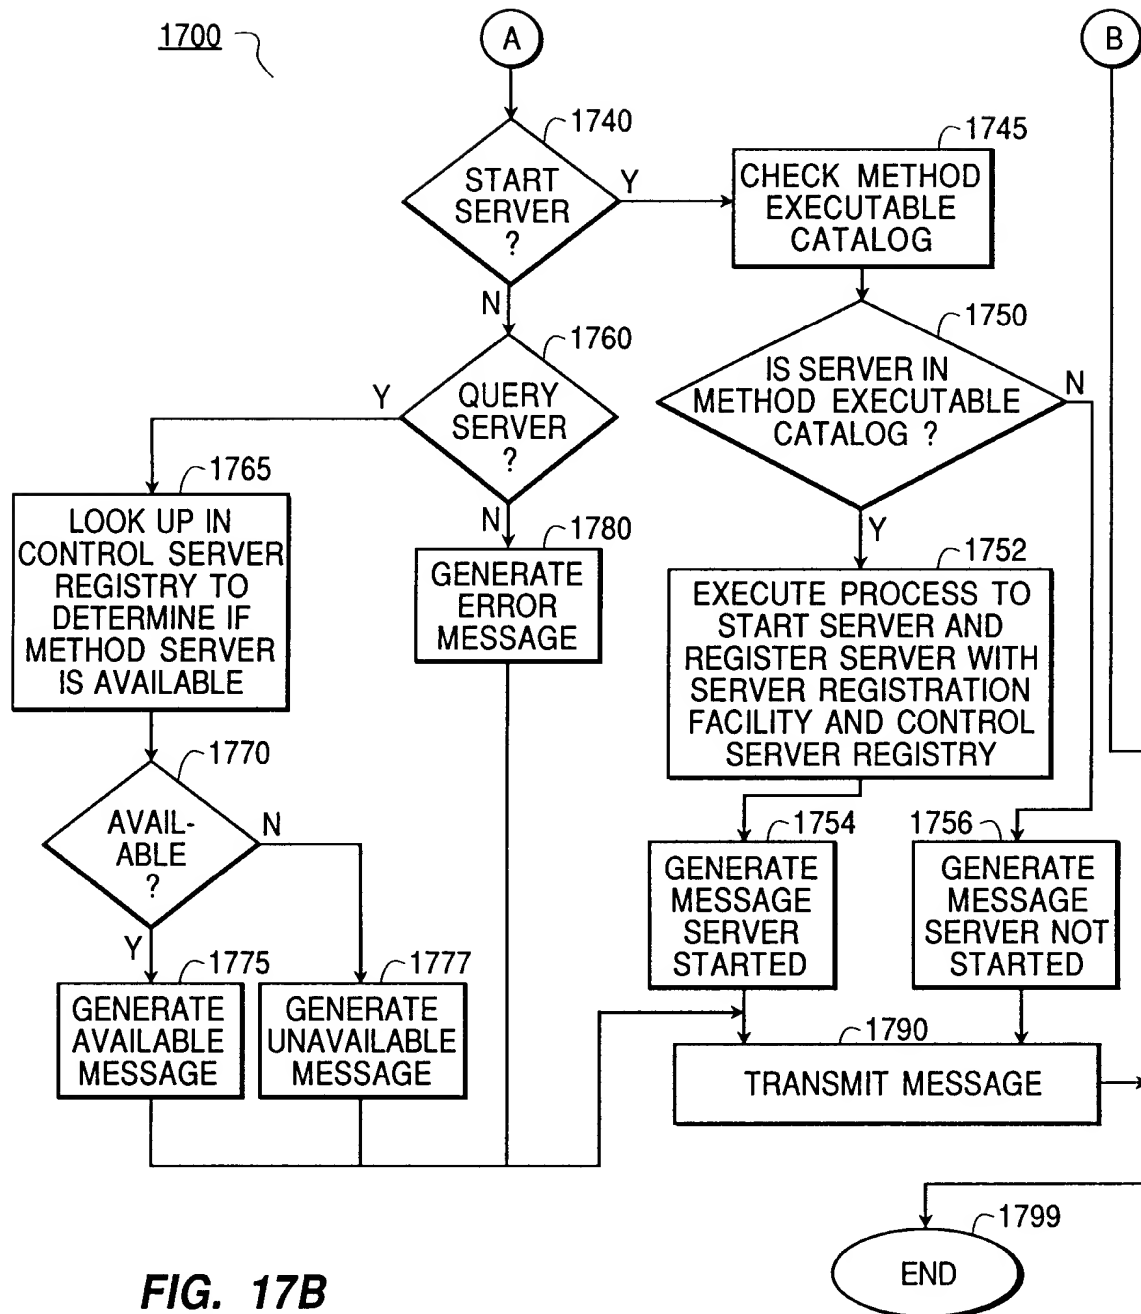 1700
A
B
1740
START
SERVER
?
Y
N
1745
CHECK METHOD
EXECUTABLE
CATALOG
1750
IS SERVER IN
METHOD EXECUTABLE
CATALOG ?
N
Y
1760
QUERY
SERVER
?
Y
N
1765
LOOK UP IN
CONTROL SERVER
REGISTRY TO
DETERMINE IF
METHOD SERVER
IS AVAILABLE
1780
GENERATE
ERROR
MESSAGE
1752
EXECUTE PROCESS TO
START SERVER AND
REGISTER SERVER WITH
SERVER REGISTRATION
FACILITY AND CONTROL
SERVER REGISTRY
1770
AVAIL-
ABLE
?
N
Y
1754
GENERATE
MESSAGE
SERVER
STARTED
1756
GENERATE
MESSAGE
SERVER NOT
STARTED
1775
GENERATE
AVAILABLE
MESSAGE
1777
GENERATE
UNAVAILABLE
MESSAGE
1790
TRANSMIT MESSAGE
1799
END
FIG. 17B